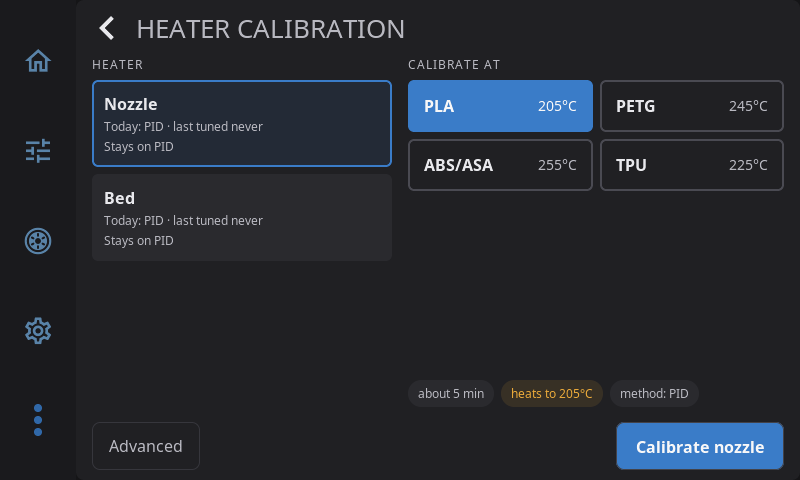 HEATER CALIBRATION
HEATER
Nozzle
Today: PID · last tuned never
Stays on PID
Bed
Today: PID · last tuned never
Stays on PID
CALIBRATE AT
PLA 205°C
PETG 245°C
ABS/ASA 255°C
TPU 225°C
about 5 min
heats to 205°C
method: PID
Advanced
Calibrate nozzle